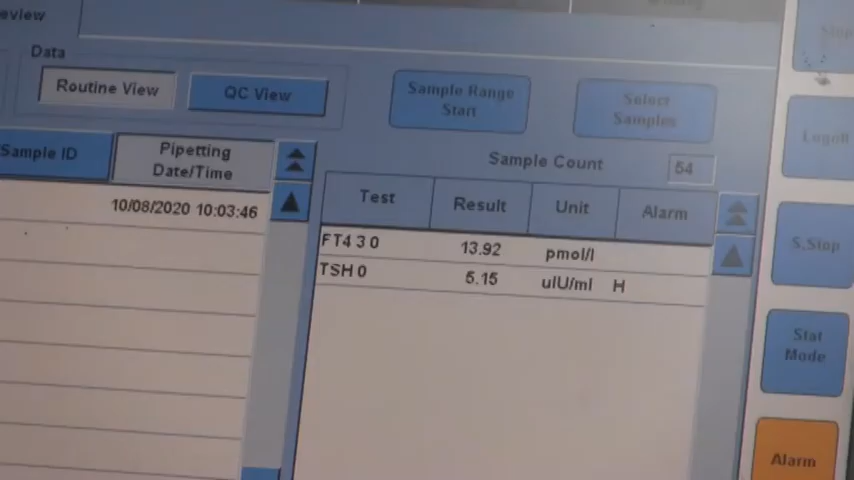 eview
Data
Routine View
QC View
Sample Range
Start
Select
Samples
Stop
Logoff
Sample ID
Pipetting
Date/Time
Sample Count
54
Test
Result
Unit
Alarm
10/08/2020 10:03:46
FT4 3 0
13.92
pmol/l
TSH 0
5.15
uIU/ml
H
S.Stop
Stat
Mode
Alarm